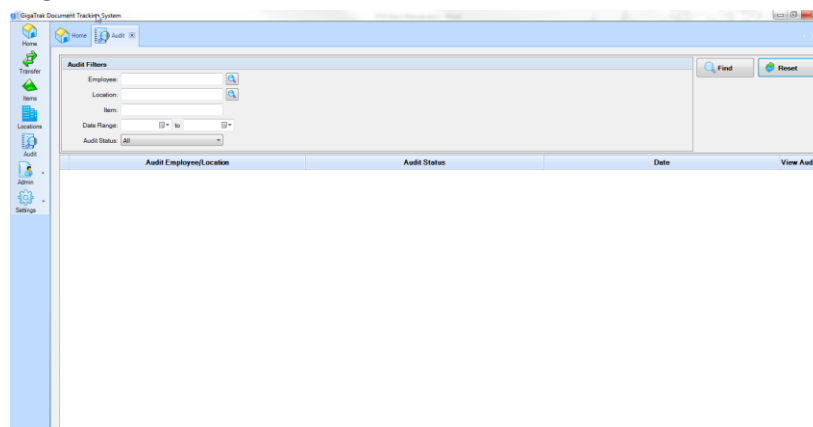 GigaTrak Document Tracking System
Home
Audit
Home
Transfer
Items
Locations
Audit
Admin
Settings
Audit Filters
Employee:
Location:
Item:
Date Range: to
Audit Status: All
Find
Reset
Audit Employee/Location Audit Status Date View Aud